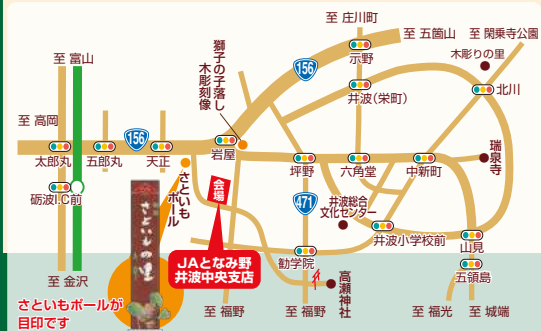 至 庄川町
至 五箇山
至 閑乗寺公園
至 富山
獅子の子落し
木彫刻像
156
示野
木彫りの里
井波(栄町)
北川
至 高岡
156
太郎丸
五郎丸
天正
岩屋
坪野
六角堂
中新町
瑞泉寺
砺波I.C前
さといも
ポール
会場
471
井波総合
文化センター
さといもの里
井波小学校前
山見
JAとなみ野
井波中央支店
勧学院
五領島
高瀬神社
至 金沢
至 福野
至 福野
至 福光
至 城端
さといもポールが
目印です